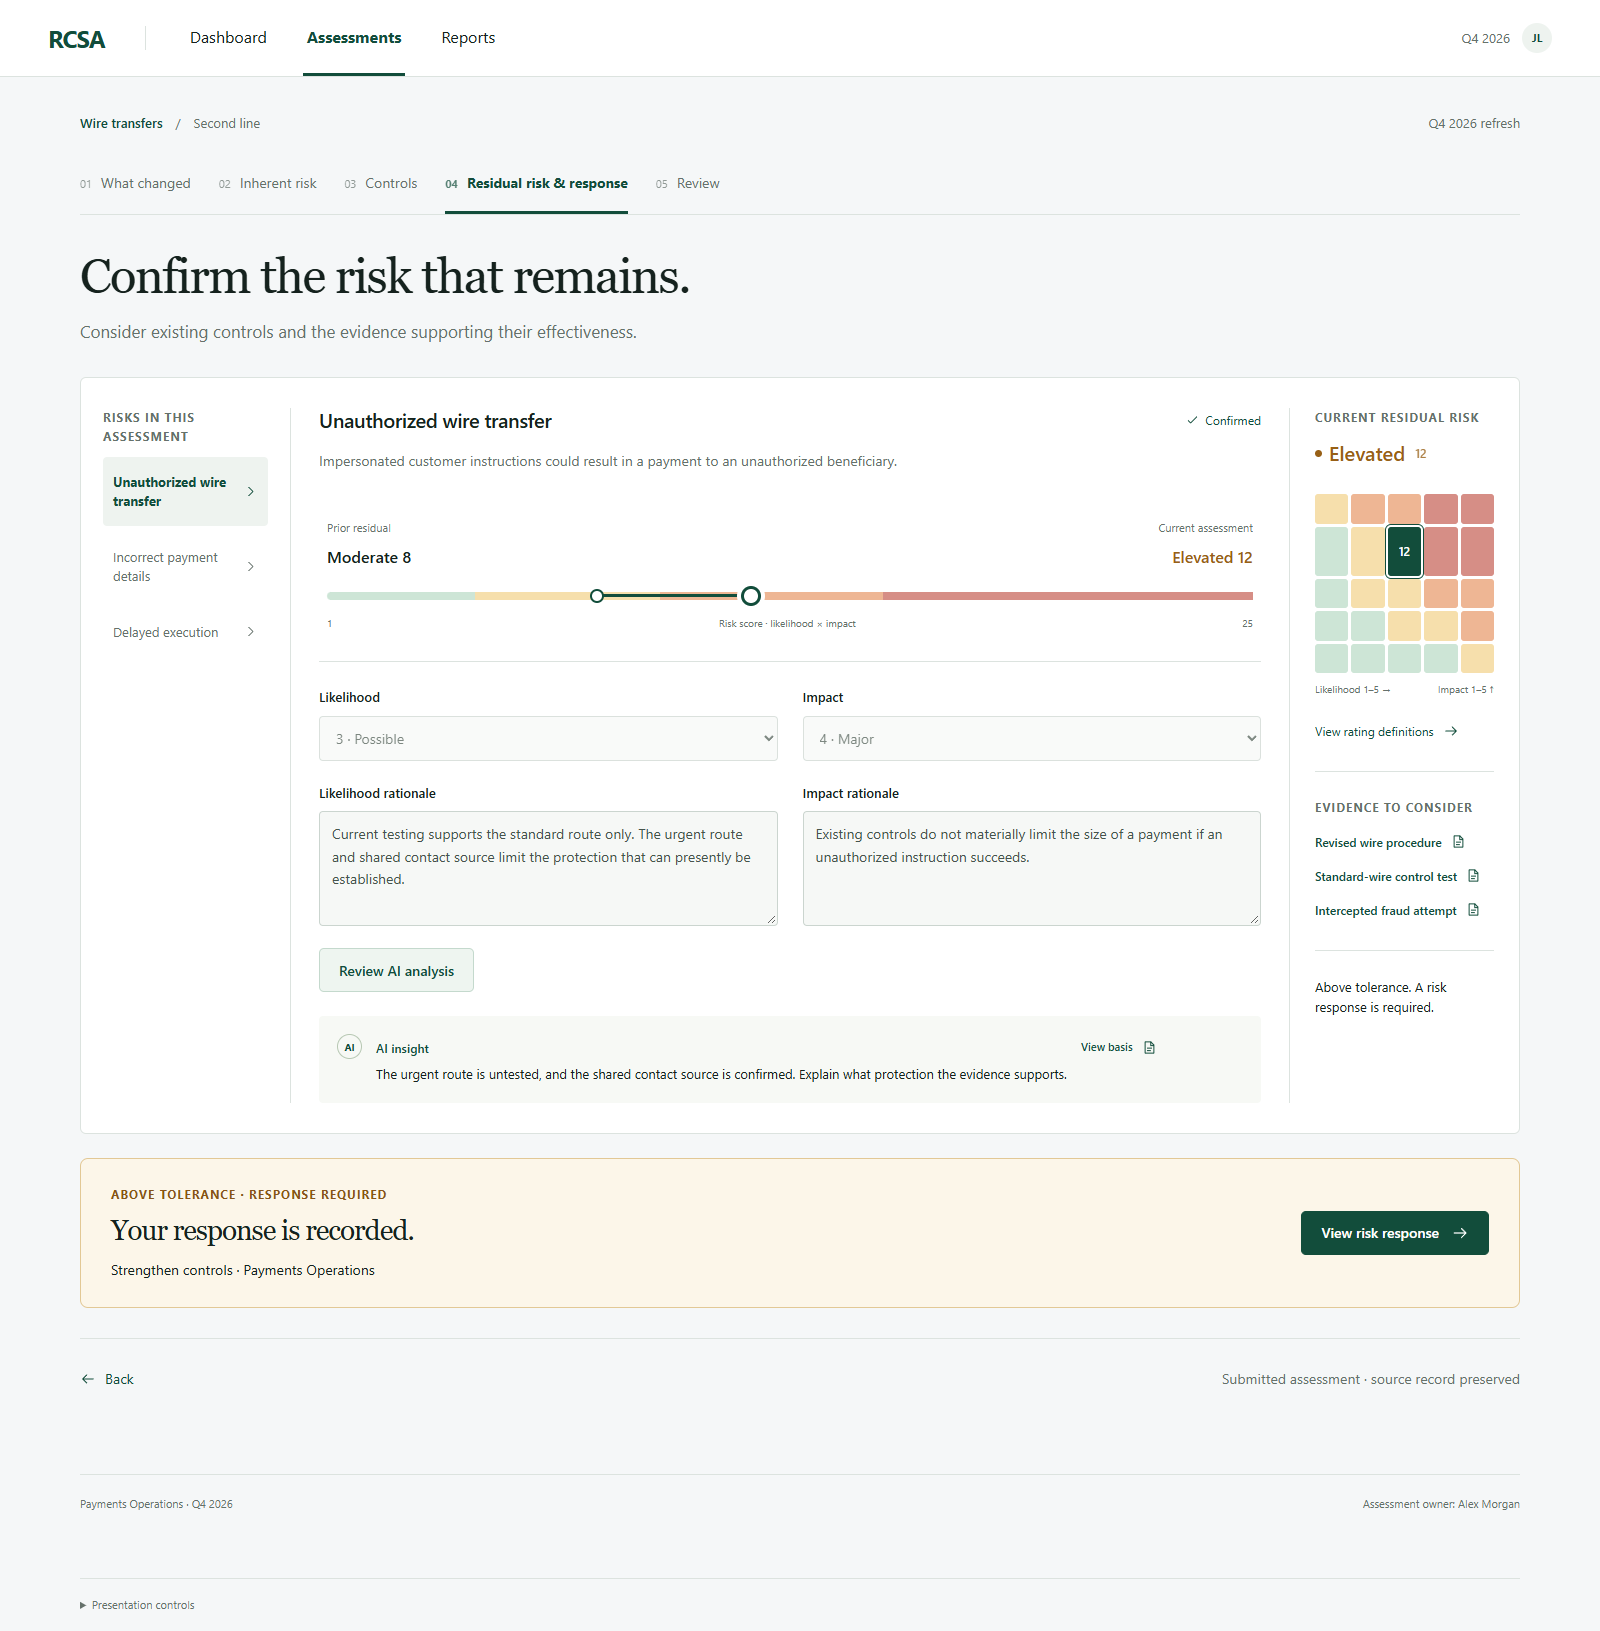 RCSA
Dashboard
Assessments
Reports
Q4 2026
JL
Wire transfers / Second line
Q4 2026 refresh
01 What changed
02 Inherent risk
03 Controls
04 Residual risk & response
05 Review
Confirm the risk that remains.
Consider existing controls and the evidence supporting their effectiveness.
RISKS IN THIS
ASSESSMENT
Unauthorized wire
transfer
Incorrect payment
details
Delayed execution
Unauthorized wire transfer
Confirmed
Impersonated customer instructions could result in a payment to an unauthorized beneficiary.
Prior residual
Current assessment
Moderate 8
Elevated 12
1
Risk score · likelihood × impact
25
Likelihood
Impact
3 · Possible
4 · Major
Likelihood rationale
Impact rationale
Current testing supports the standard route only. The urgent route
and shared contact source limit the protection that can presently be
established.
Existing controls do not materially limit the size of a payment if an
unauthorized instruction succeeds.
Review AI analysis
AI
AI insight
View basis
The urgent route is untested, and the shared contact source is confirmed. Explain what protection the evidence supports.
CURRENT RESIDUAL RISK
Elevated 12
12
Likelihood 1–5 →
Impact 1–5 ↑
View rating definitions →
EVIDENCE TO CONSIDER
Revised wire procedure
Standard-wire control test
Intercepted fraud attempt
Above tolerance. A risk
response is required.
ABOVE TOLERANCE · RESPONSE REQUIRED
Your response is recorded.
Strengthen controls · Payments Operations
View risk response →
← Back
Submitted assessment · source record preserved
Payments Operations · Q4 2026
Assessment owner: Alex Morgan
Presentation controls